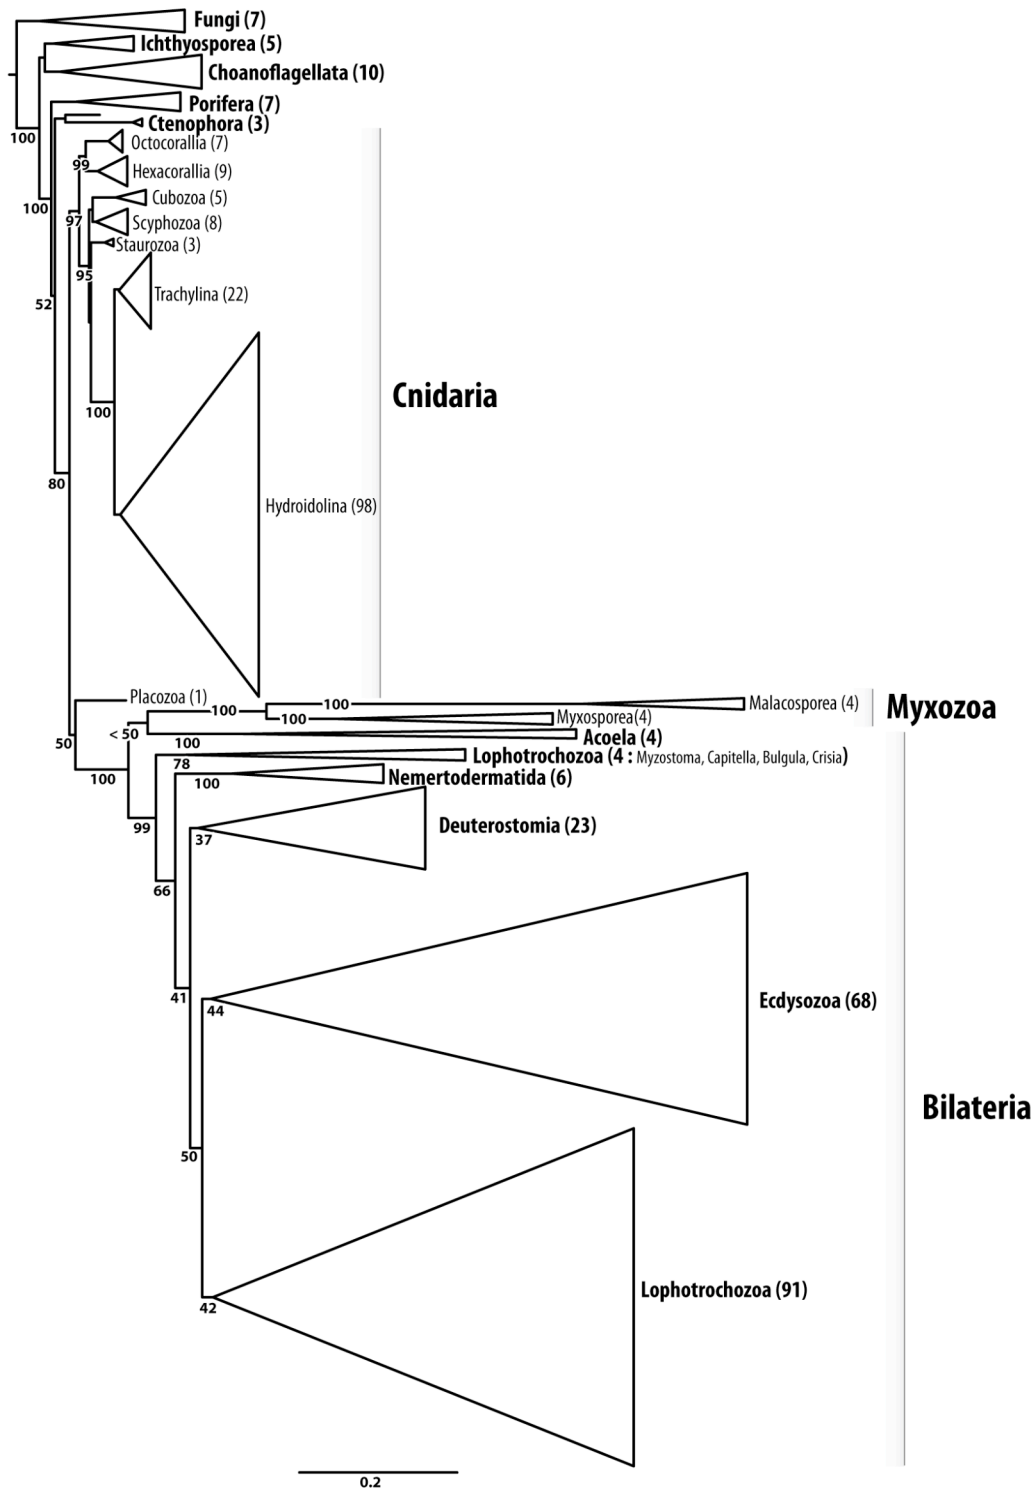 Fungi (7)
Ichthyosporea (5)
Choanoflagellata (10)
Porifera (7)
Ctenophora (3)
100
Octocorallia (7)
99
Hexacorallia (9)
Cubozoa (5)
100
97
Scyphozoa (8)
Staurozoa (3)
95
Trachylina (22)
52
Cnidaria
100
80
Hydroidolina (98)
Placozoa (1)
100
100
Malacosporea (4)
Myxozoa
100
Myxosporea(4)
< 50
50
100
Acoela (4)
Lophotrochozoa (4 : Myzostoma, Capitella, Bulgula, Crisia)
78
100
100
Nemertodermatida (6)
99
37
Deuterostomia (23)
66
41
44
Ecdysozoa (68)
Bilateria
50
42
Lophotrochozoa (91)
0.2